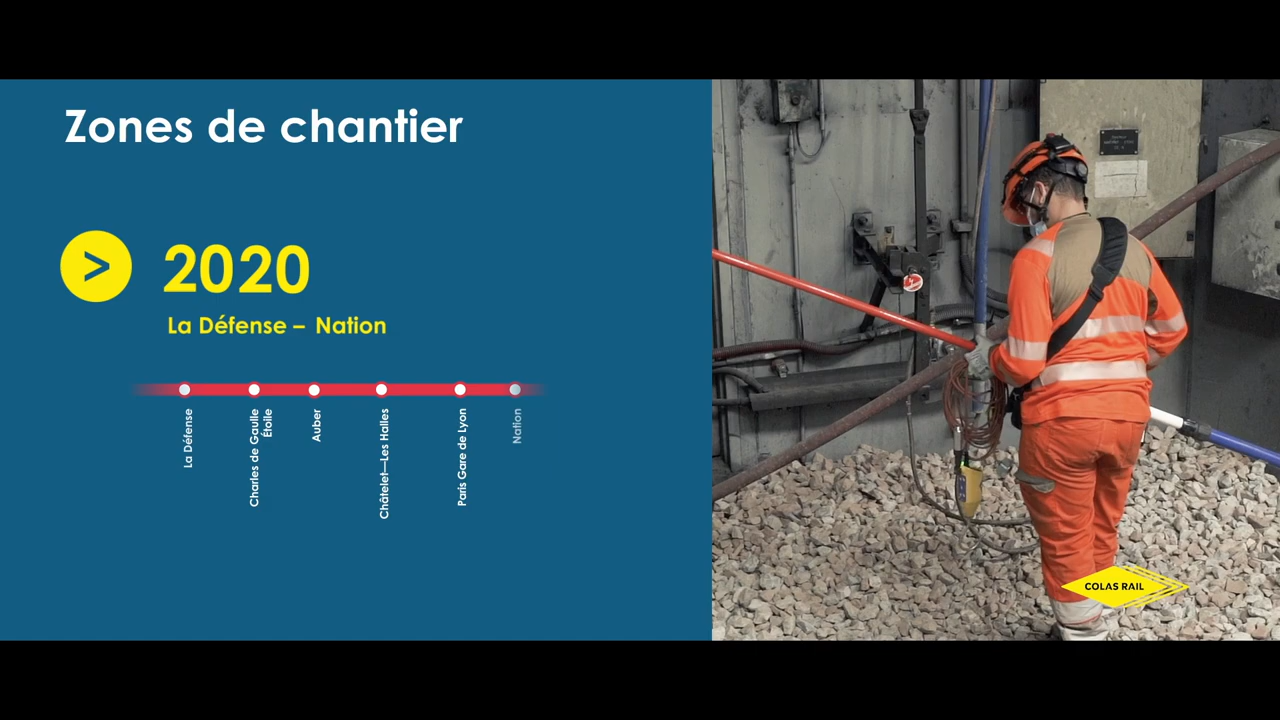 Zones de chantier
>
2020
La Défense – Nation
La Défense
Charles de Gaulle
Étoile
Auber
Châtelet—Les Halles
Paris Gare de Lyon
Nation
COLAS RAIL